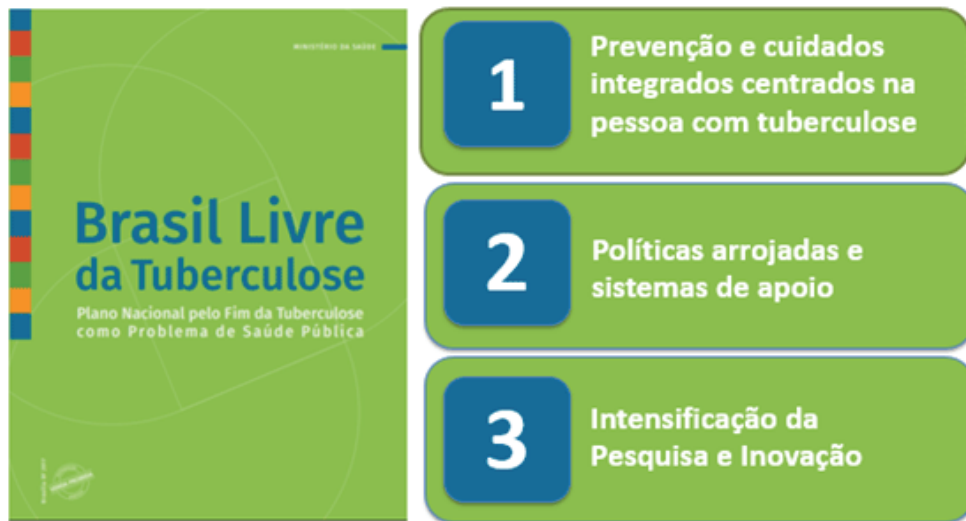 MINISTÉRIO DA SAÚDE
Brasil Livre
da Tuberculose
Plano Nacional pelo Fim da Tuberculose
como Problema de Saúde Pública
1
Prevenção e cuidados
integrados centrados na
pessoa com tuberculose
2
Políticas arrojadas e
sistemas de apoio
3
Intensificação da
Pesquisa e Inovação